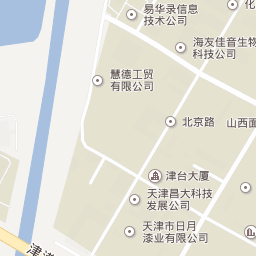 易华录信息
技术公司
化
海友佳音生物
科技公司
慧德工贸
有限公司
北京路
山西面
津台大厦
天津昌大科技
发展公司
天津市日月
漆业有限公司
津